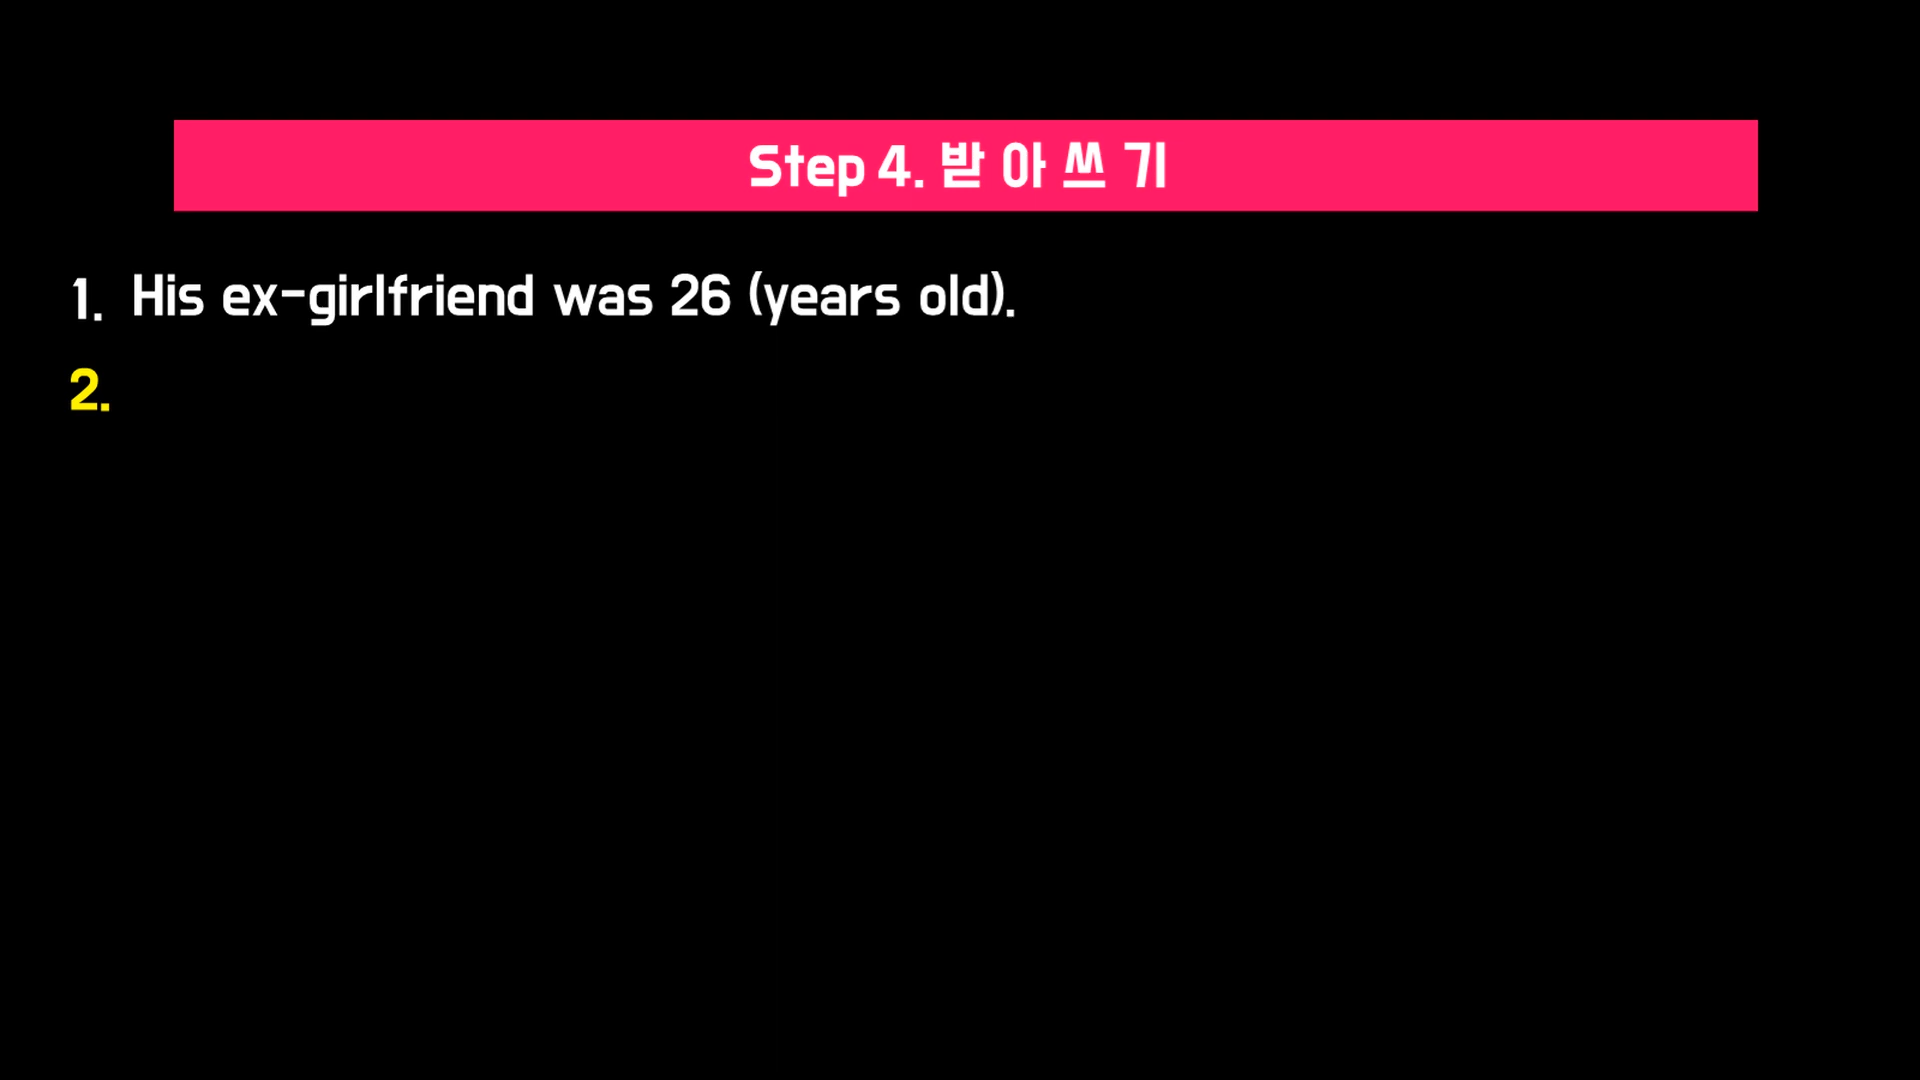 Step 4. 받 아 쓰 기
1. His ex-girlfriend was 26 (years old).
2.